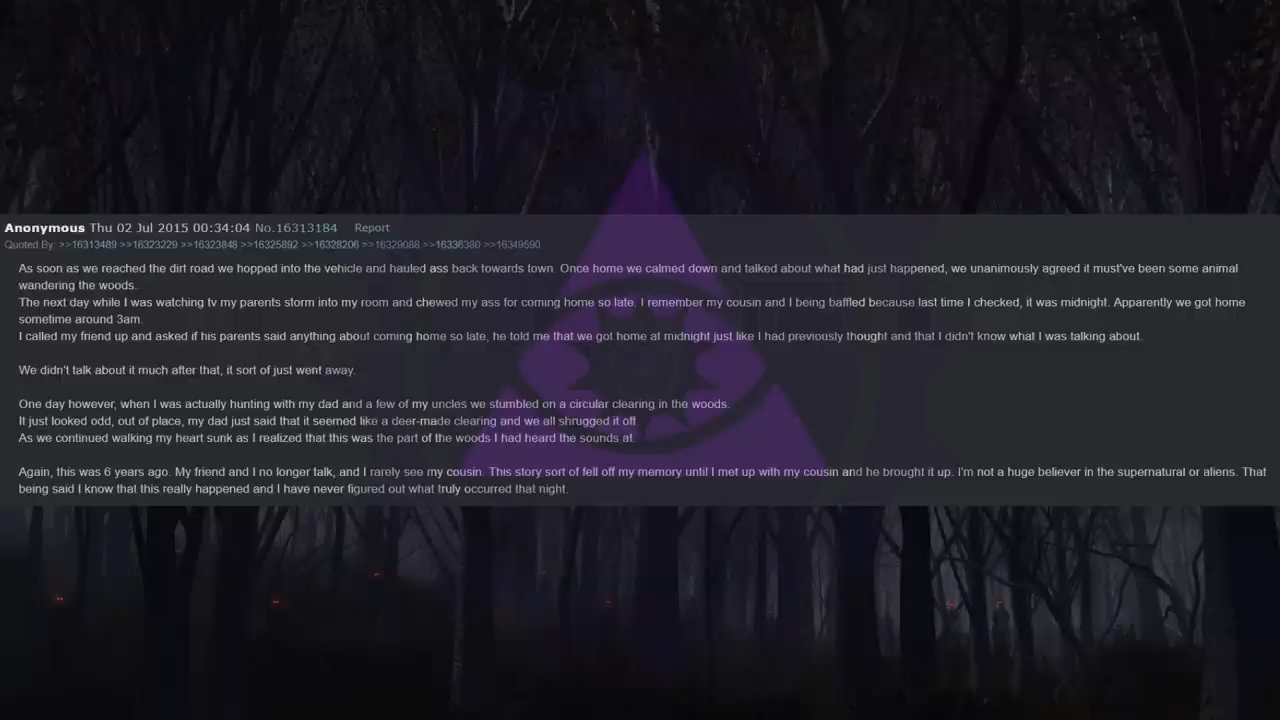 Anonymous Thu 02 Jul 2015 00:34:04 No.16313184 Report
Quoted By: >>16313489 >>16323229 >>16323848 >>16325892 >>16328206 >>16329088 >>16336380 >>16349590
As soon as we reached the dirt road we hopped into the vehicle and hauled ass back towards town. Once home we calmed down and talked about what had just happened, we unanimously agreed it must've been some animal
wandering the woods.
The next day while I was watching tv my parents storm into my room and chewed my ass for coming home so late. I remember my cousin and I being baffled because last time I checked, it was midnight. Apparently we got home
sometime around 3am.
I called my friend up and asked if his parents said anything about coming home so late, he told me that we got home at midnight just like I had previously thought and that I didn't know what I was talking about.
We didn't talk about it much after that, it sort of just went away.
One day however, when I was actually hunting with my dad and a few of my uncles we stumbled on a circular clearing in the woods.
It just looked odd, out of place, my dad just said that it seemed like a deer-made clearing and we all shrugged it off.
As we continued walking my heart sunk as I realized that this was the part of the woods I had heard the sounds at.
Again, this was 6 years ago. My friend and I no longer talk, and I rarely see my cousin. This story sort of fell off my memory until I met up with my cousin and he brought it up. I'm not a huge believer in the supernatural or aliens. That
being said I know that this really happened and I have never figured out what truly occurred that night.